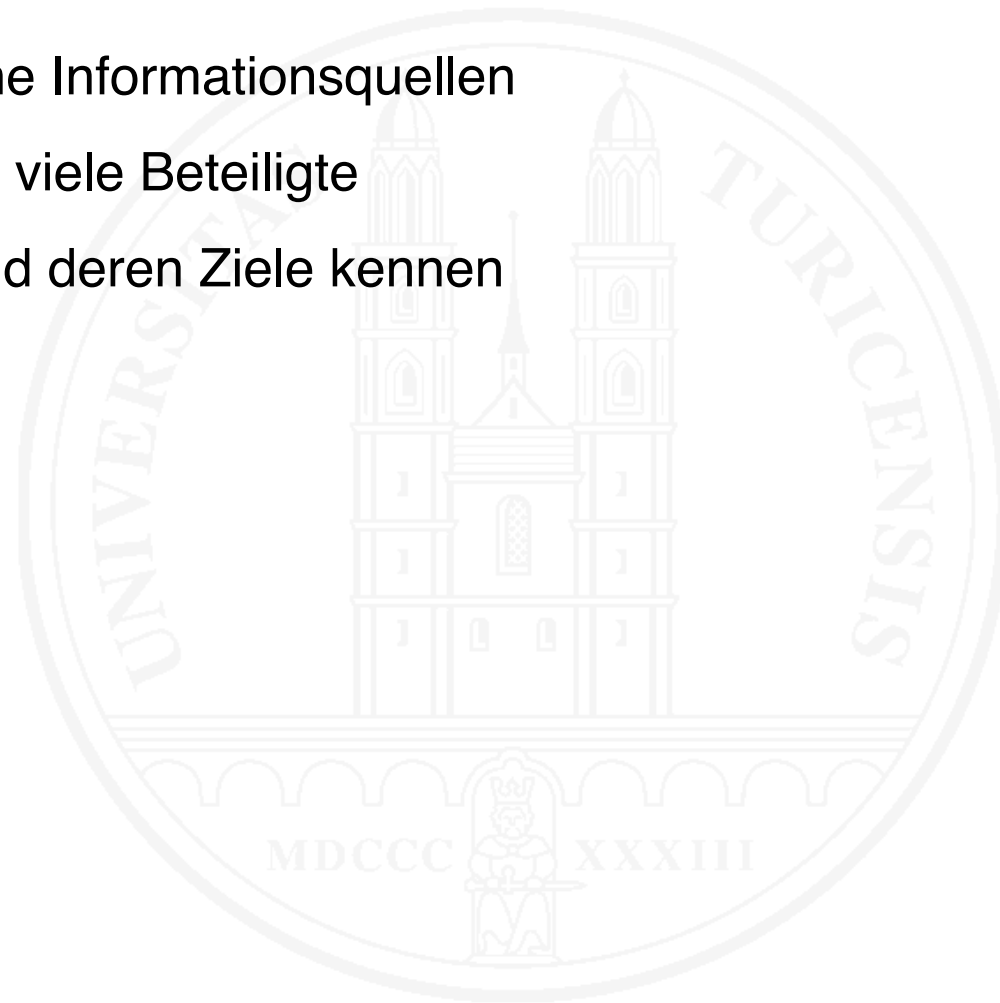 ne Informationsquellen
viele Beteiligte
d deren Ziele kennen
UNIVERSITAS TURICENSIS
MDCCC XXXIII